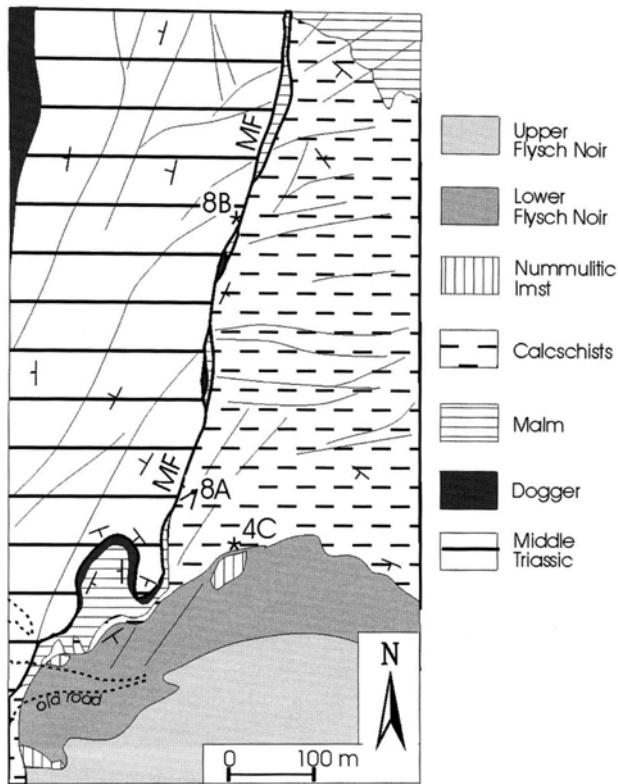 MF
8B
MF
8A
4C
old road
N
0 100 m
Upper
Flysch Noir
Lower
Flysch Noir
Nummulitic
lmst
Calcschists
Malm
Dogger
Middle
Triassic